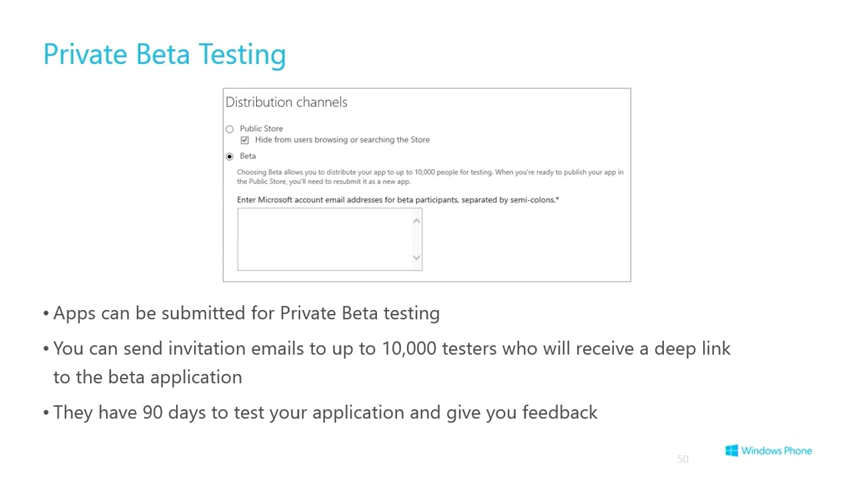 Private Beta Testing
Distribution channels
Public Store
Hide from users browsing or searching the Store
Beta
Choosing Beta allows you to distribute your app to up to 10,000 people for testing. When you're ready to publish your app in
the Public Store, you'll need to resubmit it as a new app.
Enter Microsoft account email addresses for beta participants, separated by semi-colons.*
• Apps can be submitted for Private Beta testing
• You can send invitation emails to up to 10,000 testers who will receive a deep link
to the beta application
• They have 90 days to test your application and give you feedback
50
Windows Phone